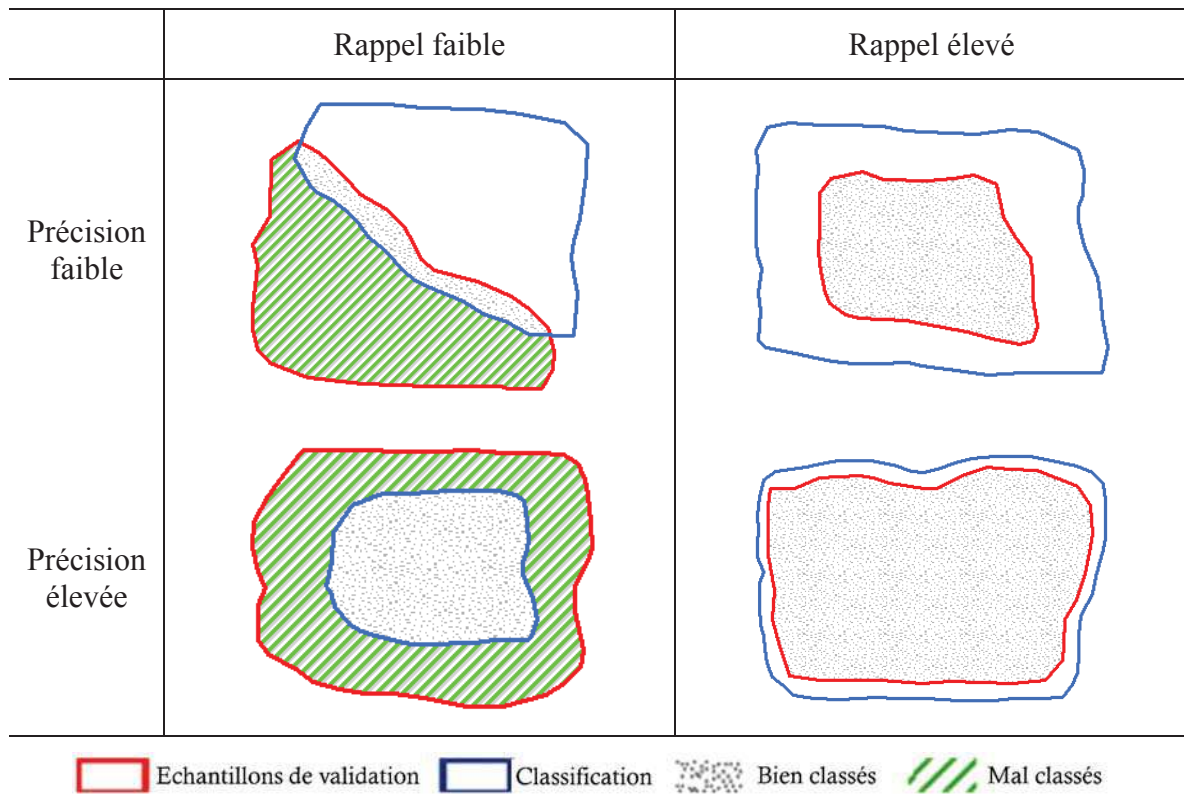 Rappel faible
Rappel élevé
Précision
faible
Précision
élevée
Echantillons de validation
Classification
Bien classés
Mal classés